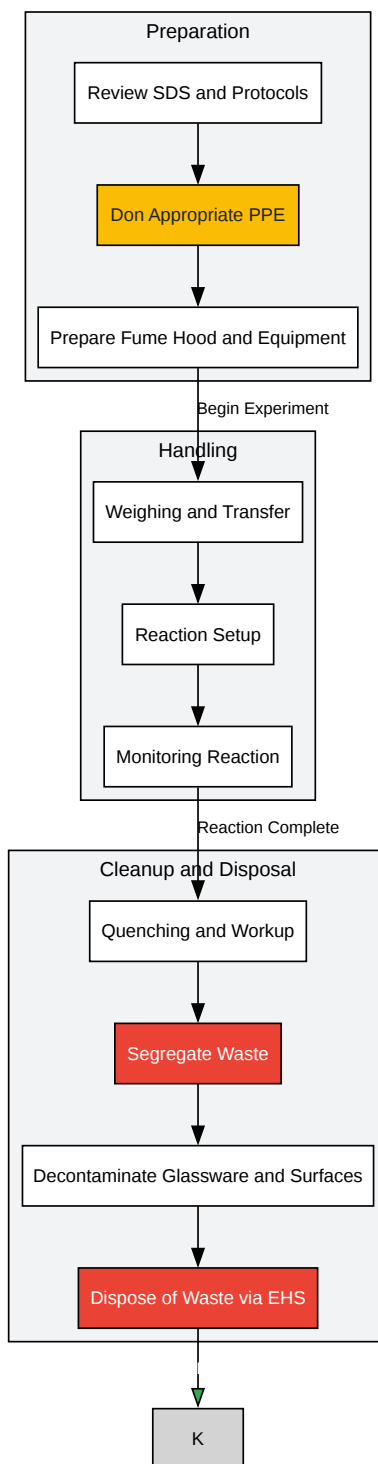 Preparation
Review SDS and Protocols
Don Appropriate PPE
Prepare Fume Hood and Equipment
Begin Experiment
Handling
Weighing and Transfer
Reaction Setup
Monitoring Reaction
Reaction Complete
Cleanup and Disposal
Quenching and Workup
Segregate Waste
Decontaminate Glassware and Surfaces
Dispose of Waste via EHS
K